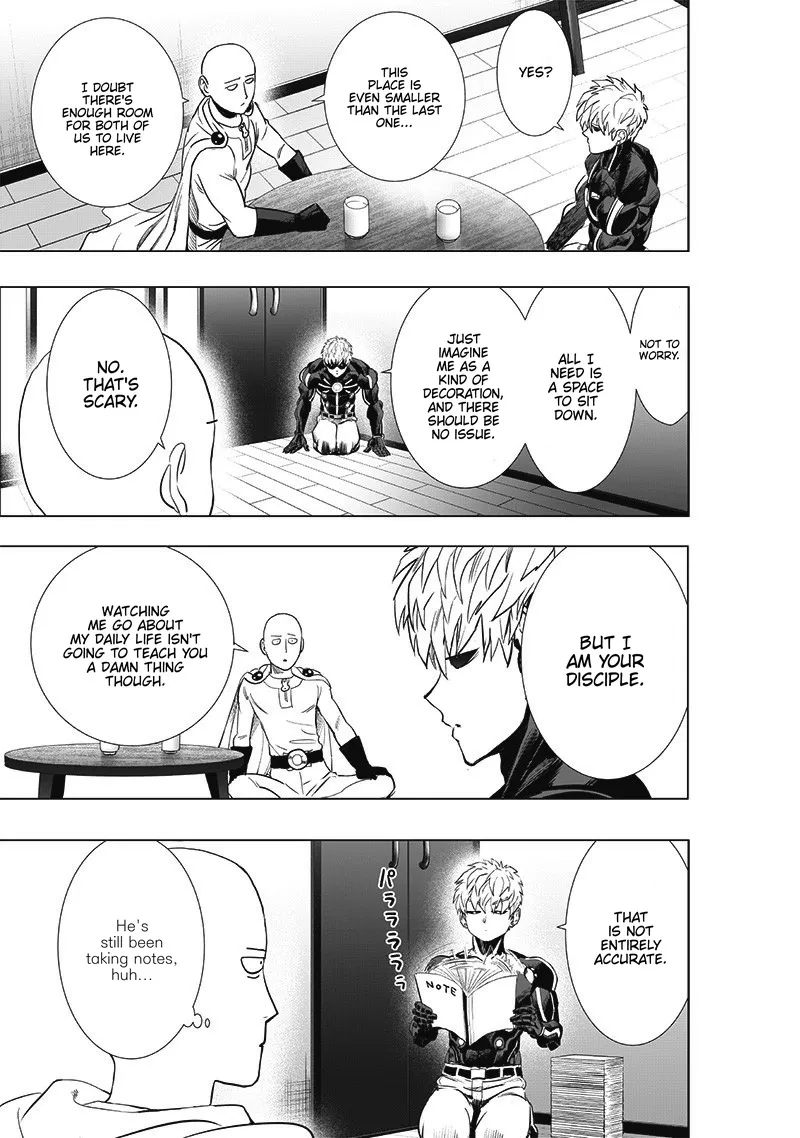 YES?
THIS
PLACE IS
EVEN SMALLER
THAN THE LAST
ONE...
I DOUBT
THERE'S
ENOUGH ROOM
FOR BOTH OF
US TO LIVE
HERE.
NOT TO
WORRY.
ALL I
NEED IS
A SPACE
TO SIT
DOWN.
JUST
IMAGINE
ME AS A
KIND OF
DECORATION,
AND THERE
SHOULD BE
NO ISSUE.
NO.
THAT'S
SCARY.
BUT I
AM YOUR
DISCIPLE.
WATCHING
ME GO ABOUT
MY DAILY LIFE ISN'T
GOING TO TEACH YOU
A DAMN THING
THOUGH.
THAT
IS NOT
ENTIRELY
ACCURATE.
パラララララ
NOTE
He's
still been
taking notes,
huh...